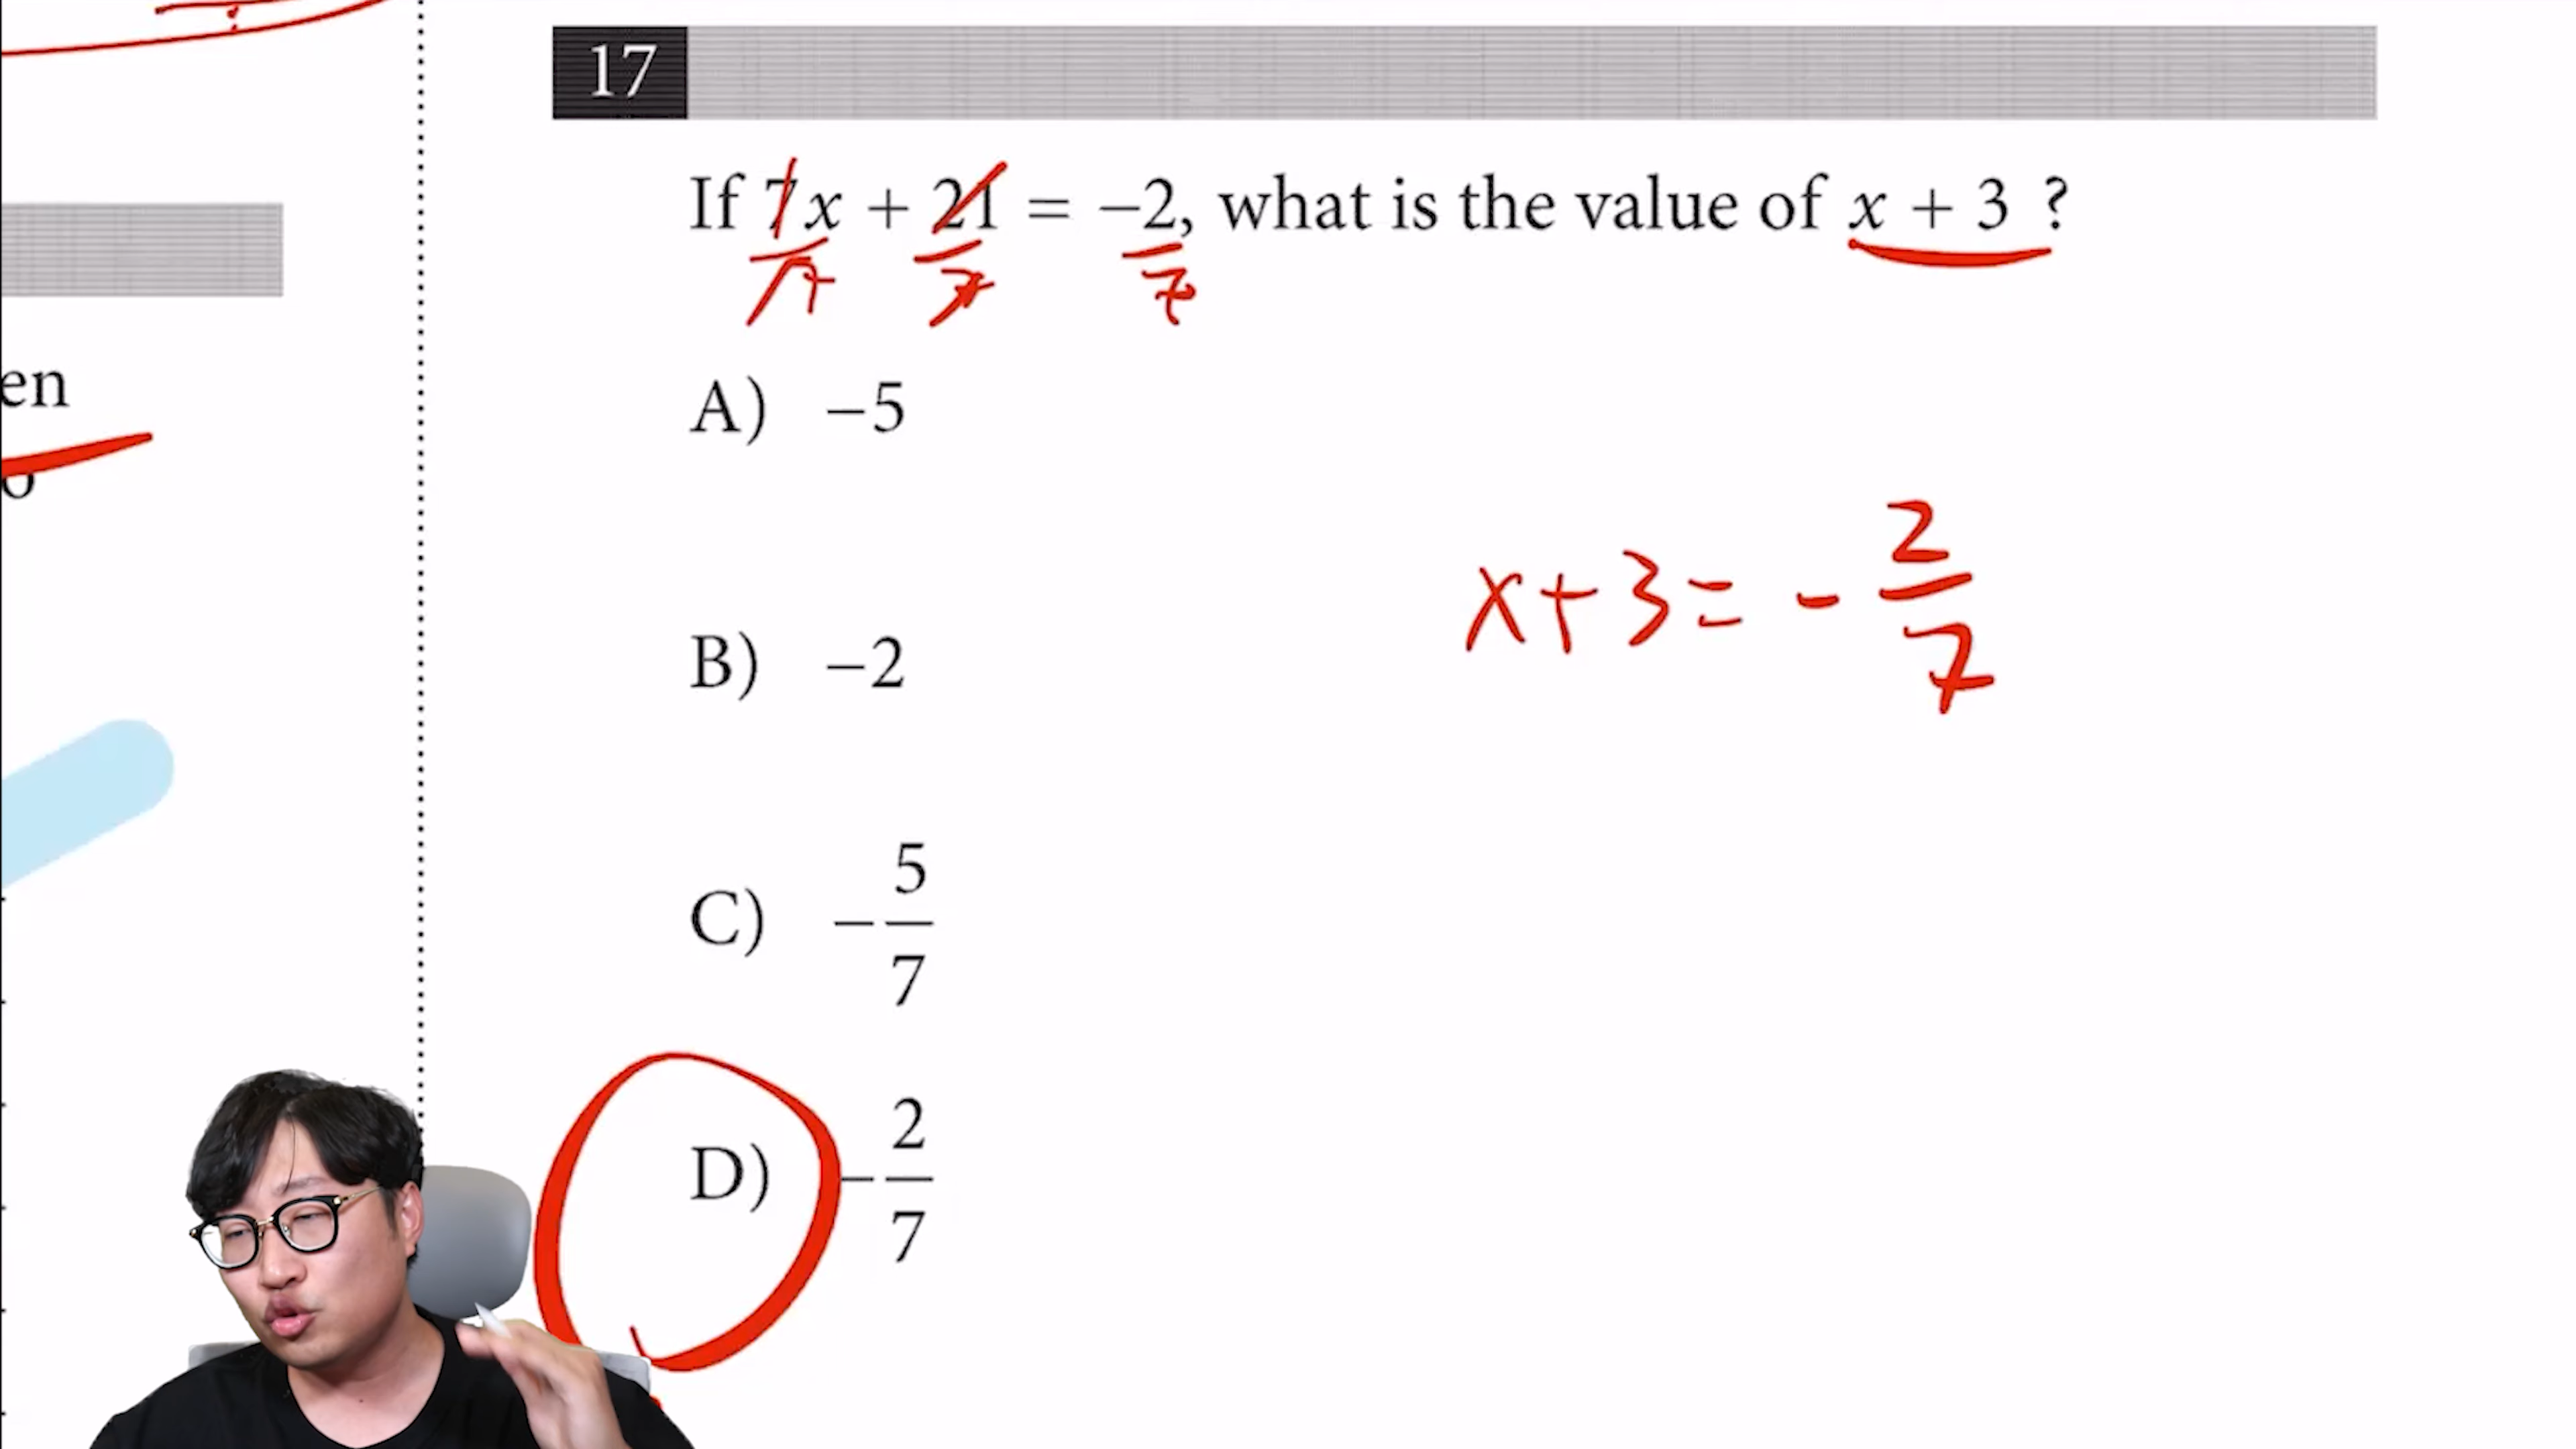 17
en
If 7x + 21 = −2, what is the value of x + 3 ?
7 7 7
A) −5
x+3=-2/7
B) −2
C) −5/7
D) −2/7